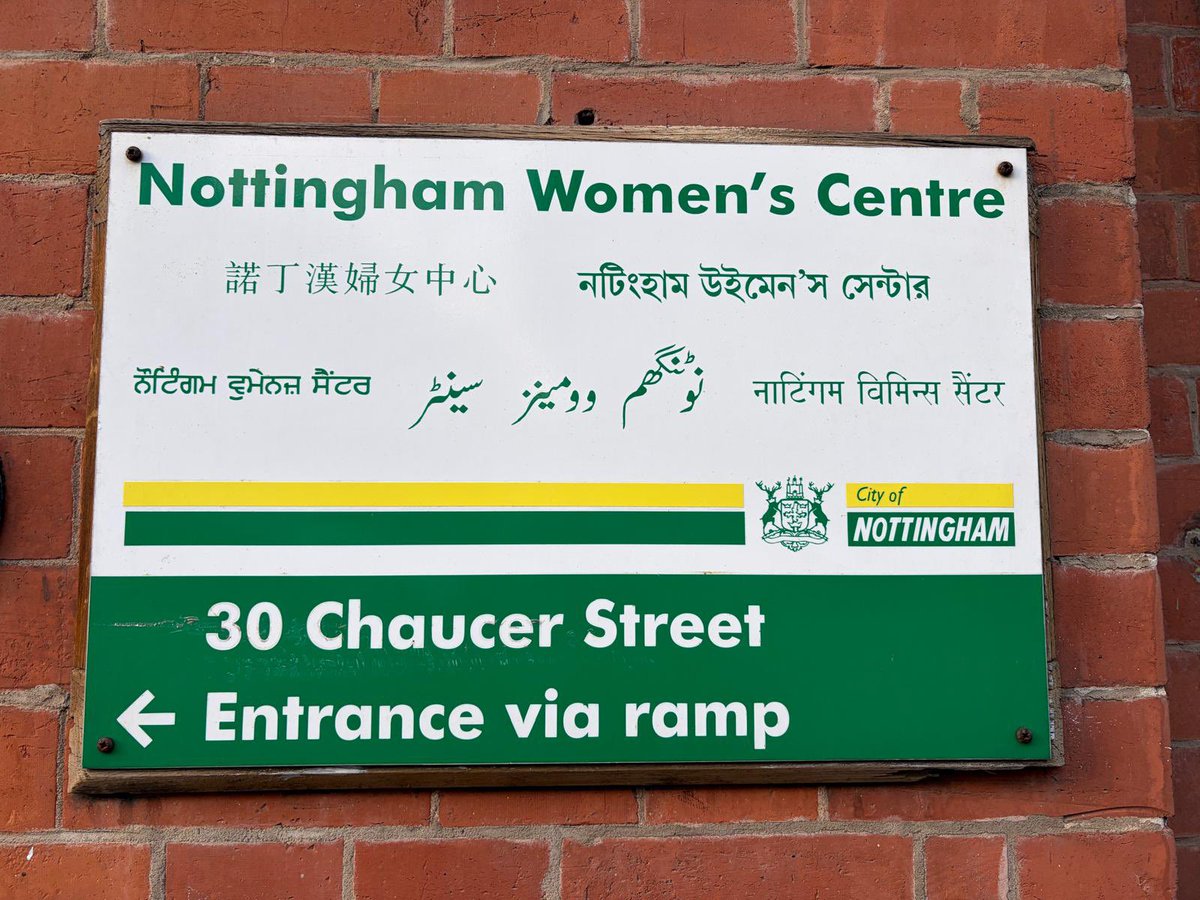 Nottingham Women's Centre
諾丁漢婦女中心
নটিংহাম উইমেন'স সেন্টার
ਨੌਟਿੰਗਮ ਵੁਮੇਨਜ਼ ਸੈਂਟਰ
نوٹنگھم وومینز سینٹر
नाटिंगम विमिन्स सैंटर
City of
NOTTINGHAM
30 Chaucer Street
← Entrance via ramp